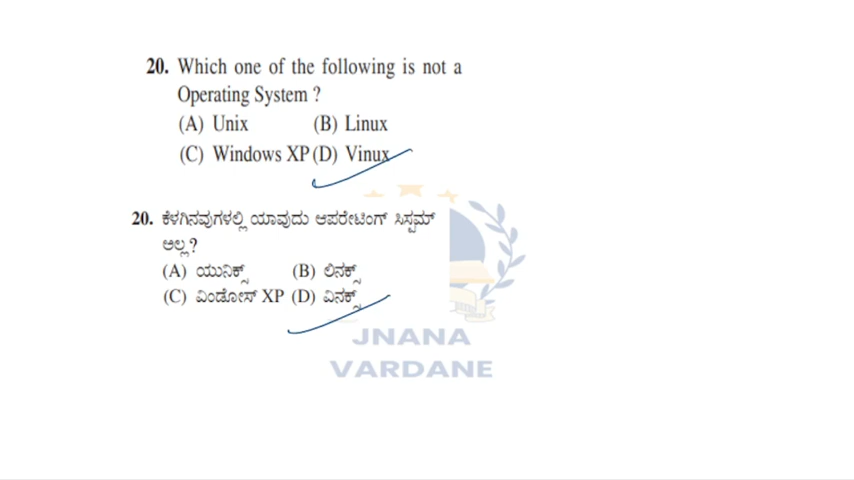 20. Which one of the following is not a
Operating System ?
(A) Unix (B) Linux
(C) Windows XP (D) Vinux
20. ಕೆಳಗಿನವುಗಳಲ್ಲಿ ಯಾವುದು ಆಪರೇಟಿಂಗ್ ಸಿಸ್ಟಮ್
ಅಲ್ಲ?
(A) ಯುನಿಕ್ಸ್ (B) ಲಿನಕ್ಸ್
(C) ವಿಂಡೋಸ್ XP (D) ವಿನಕ್ಸ್
JNANA
VARDANE